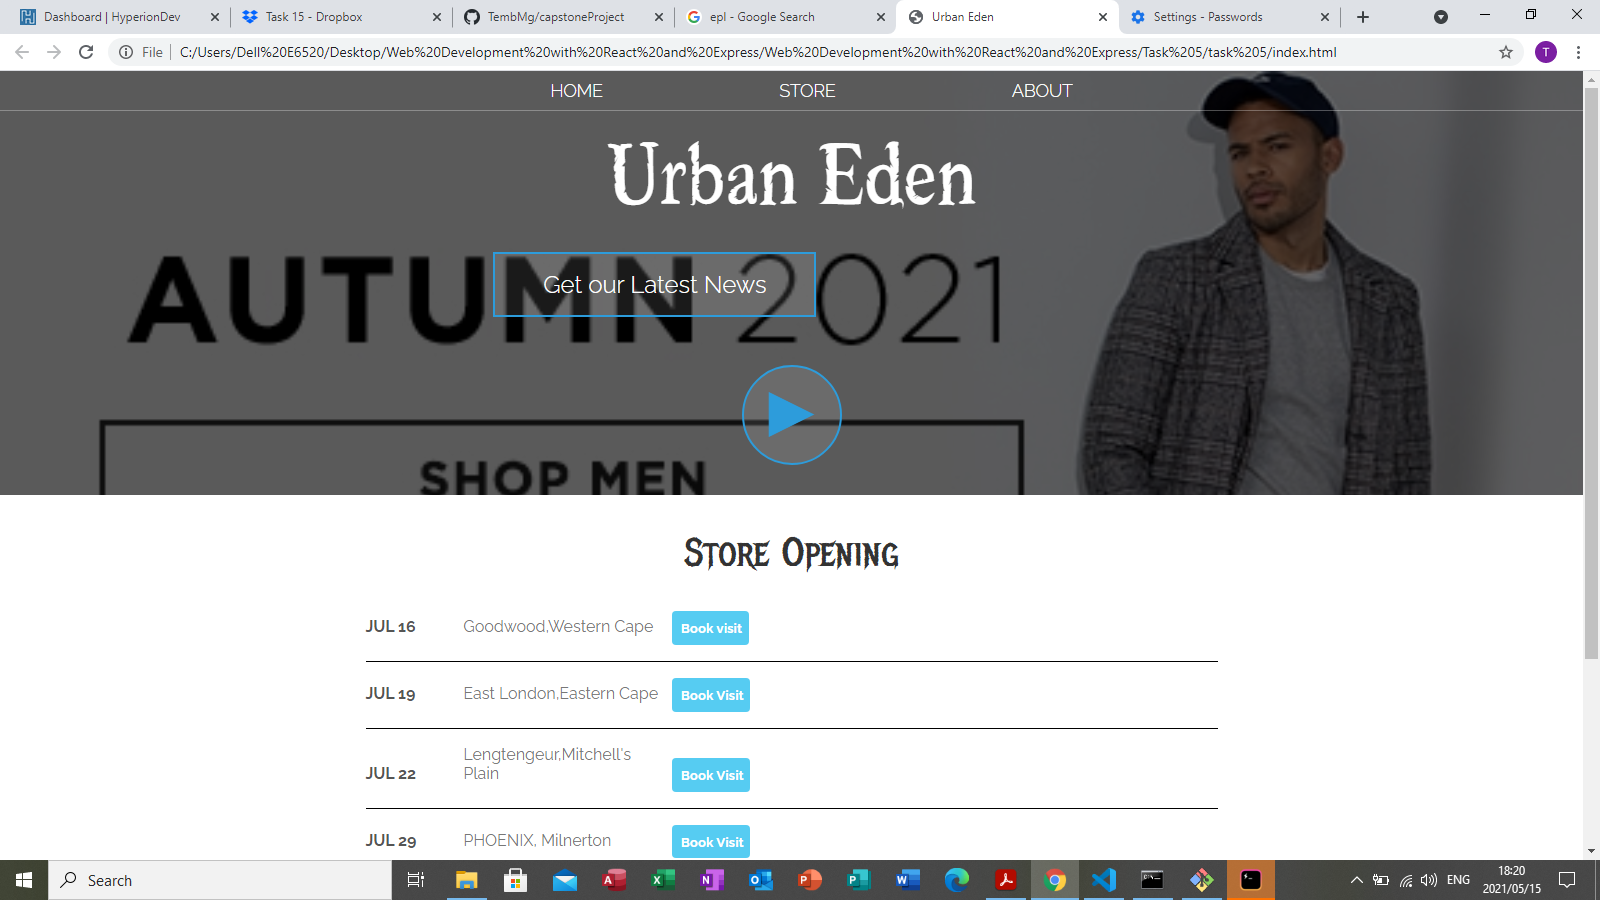 Dashboard | HyperionDev
Task 15 - Dropbox
TembMg/capstoneProject
epl - Google Search
Urban Eden
Settings - Passwords
File
C:/Users/Dell%20E6520/Desktop/Web%20Development%20with%20React%20and%20Express/Web%20Development%20with%20React%20and%20Express/Task%205/task%205/index.html
T
HOME
STORE
ABOUT
Urban Eden
AUTUMN 2021
Get our Latest News
SHOP MEN
Store Opening
JUL 16
Goodwood,Western Cape
Book visit
JUL 19
East London,Eastern Cape
Book Visit
JUL 22
Lengtengeur,Mitchell's
Plain
Book Visit
JUL 29
PHOENIX, Milnerton
Book Visit
Search
ENG
18:20
2021/05/15